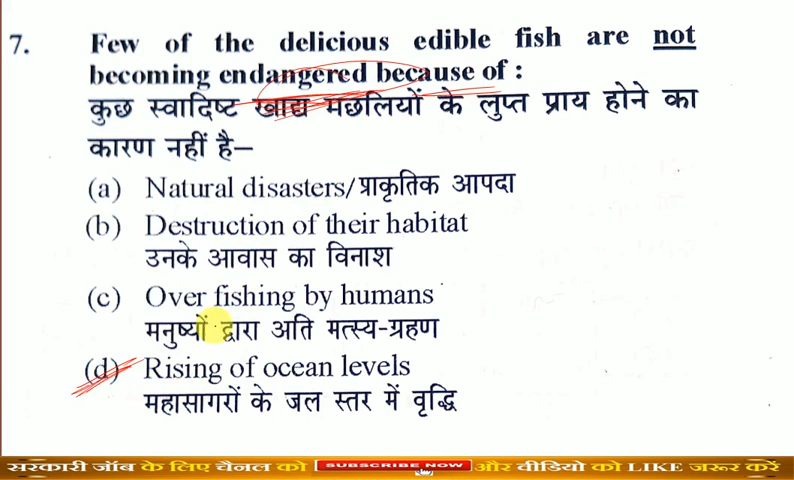 7. Few of the delicious edible fish are not
becoming endangered because of :
कुछ स्वादिष्ट खाद्य मछलियों के लुप्त प्राय होने का
कारण नहीं है–
(a) Natural disasters/प्राकृतिक आपदा
(b) Destruction of their habitat
उनके आवास का विनाश
(c) Over fishing by humans
मनुष्यों द्वारा अति मत्स्य-ग्रहण
(d) Rising of ocean levels
महासागरों के जल स्तर में वृद्धि
सरकारी जॉब के लिए चैनल को SUBSCRIBE NOW और वीडियो को LIKE जरूर करें